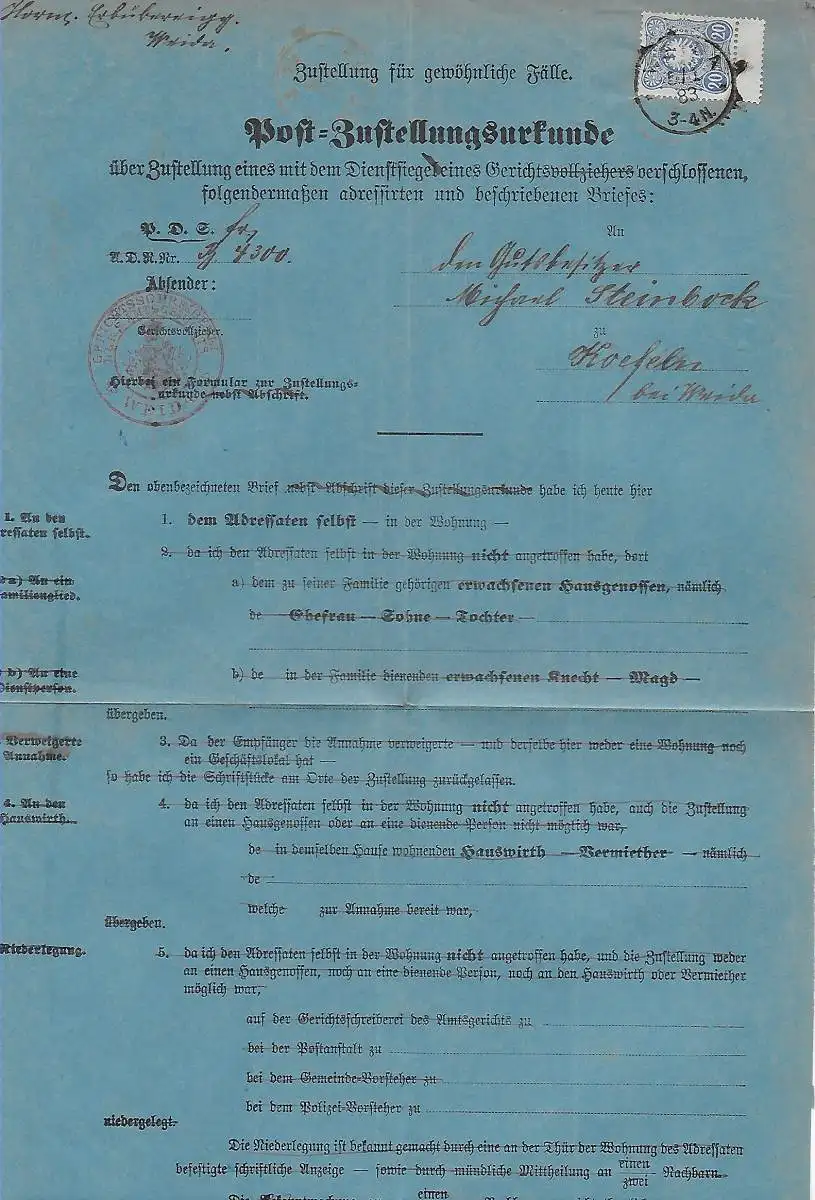 Weida.
Zustellung für gewöhnliche Fälle.
20 20
83
3-4N.
Post-Zustellungsurkunde
über Zustellung eines mit dem Dienstsiegel eines Gerichtsvollziehers verschlossenen,
folgendermaßen adressirten und beschriebenen Briefes:
P. D. S.
A. D. R. Nr. 4300.
An
den Gutsbesitzer
Absender:
Michael Steinbock
Gerichtsvollzieher.
zu
Hierbei ein Formular zur Zustellungs-
urkunde nebst Abschrift.
bei Weida
Den obenbezeichneten Brief nebst Abschrift dieser Zustellungsurkunde habe ich heute hier
1. An den
ressaten selbst.
1. dem Adressaten selbst — in der Wohnung —
2. da ich den Adressaten selbst in der Wohnung nicht angetroffen habe, dort
a) An ein
amilienglied.
a) dem zu seiner Familie gehörigen erwachsenen Hausgenossen, nämlich
de Ehefrau — Sohne — Tochter
b) An eine
Dienstperson.
b) de in der Familie dienenden erwachsenen Knecht — Magd —
übergeben.
Verweigerte
Annahme.
3. Da der Empfänger die Annahme verweigerte — und derselbe hier weder eine Wohnung noch
ein Geschäftslokal hat —
so habe ich die Schriftstücke am Orte der Zustellung zurückgelassen.
4. An den
Hauswirth.
4. da ich den Adressaten selbst in der Wohnung nicht angetroffen habe, auch die Zustellung
an einen Hausgenossen oder an eine dienende Person nicht möglich war,
de in demselben Hause wohnenden Hauswirth — Vermiether — nämlich
de
welche zur Annahme bereit war,
übergeben.
Niederlegung.
5. da ich den Adressaten selbst in der Wohnung nicht angetroffen habe, und die Zustellung weder
an einen Hausgenossen, noch an eine dienende Person, noch an den Hauswirth oder Vermiether
möglich war,
auf der Gerichtsschreiberei des Amtsgerichts zu
bei der Postanstalt zu
bei dem Gemeinde-Vorsteher zu
bei dem Polizei-Vorsteher zu
niedergelegt.
Die Niederlegung ist bekannt gemacht durch eine an der Thür der Wohnung des Adressaten
befestigte schriftliche Anzeige — sowie durch mündliche Mittheilung an einen zwei Nachbarn.
einen